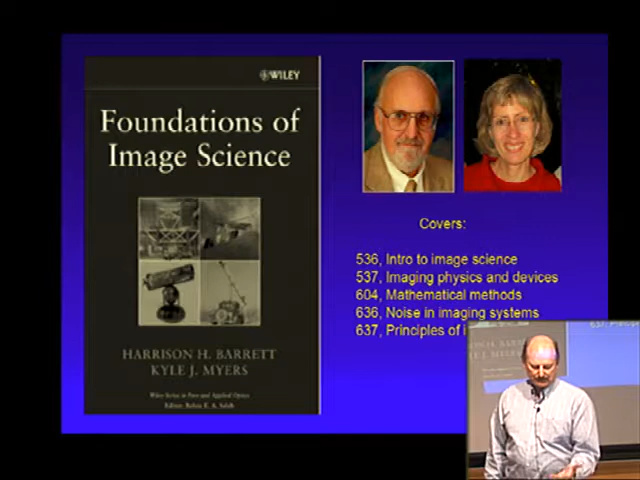 WILEY
Foundations of
Image Science
HARRISON H. BARRETT
KYLE J. MYERS
Wiley Series in Pure and Applied Optics
Editor, Bahaa E. A. Saleh
Covers:
536, Intro to image science
537, Imaging physics and devices
604, Mathematical methods
636, Noise in imaging systems
637, Principles of i
637,